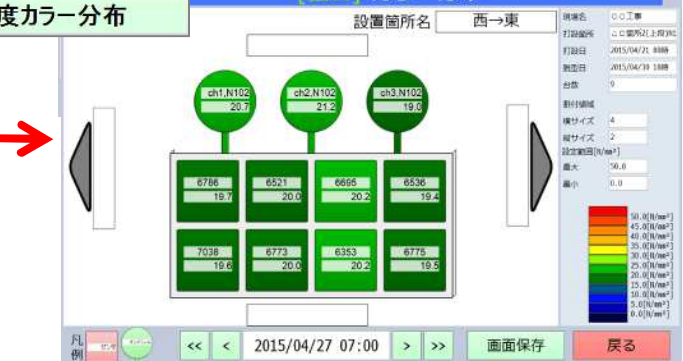 度カラー分布
設置箇所名 西→東
ch1,N102 20.7
ch2,N102 21.2
ch3,N102 19.0
6786 6521 6695 6536
19.7 20.0 20.2 19.4
7038 6773 6353 6775
19.6 20.0 20.2 19.5
現場名 ○○工事
打設箇所
打設日 2015/04/21
脱型日 2015/04/30
台数 9
割付領域
横サイズ 4
縦サイズ 2
設定範囲[N/mm²]
最大 50.0
最小 0.0
50.0[N/mm²]
45.0[N/mm²]
40.0[N/mm²]
35.0[N/mm²]
30.0[N/mm²]
25.0[N/mm²]
20.0[N/mm²]
15.0[N/mm²]
10.0[N/mm²]
5.0[N/mm²]
0.0[N/mm²]
凡例
<< < 2015/04/27 07:00 > >> 画面保存 戻る